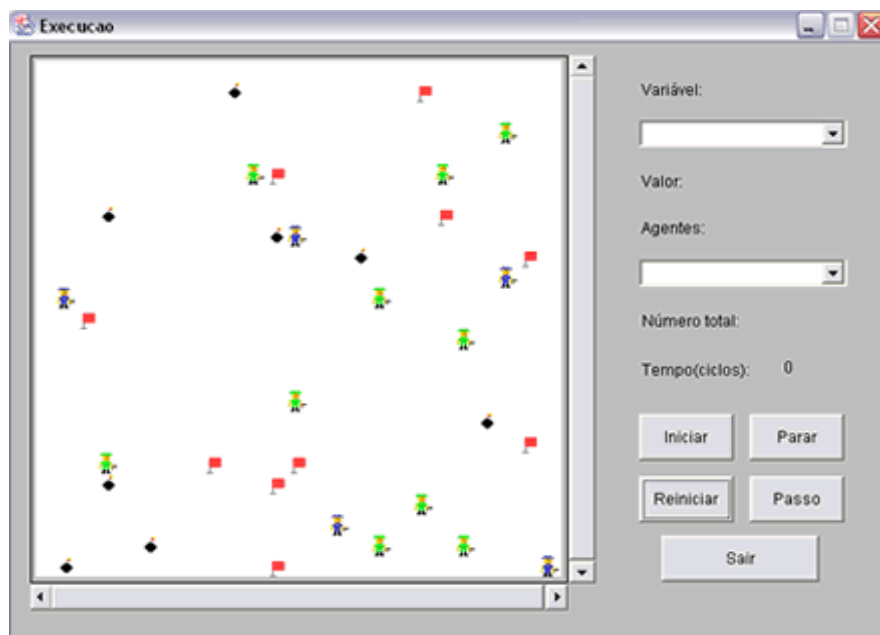 Execucao
Variável:
Valor:
Agentes:
Número total:
Tempo(ciclos): 0
Iniciar Parar
Reiniciar Passo
Sair